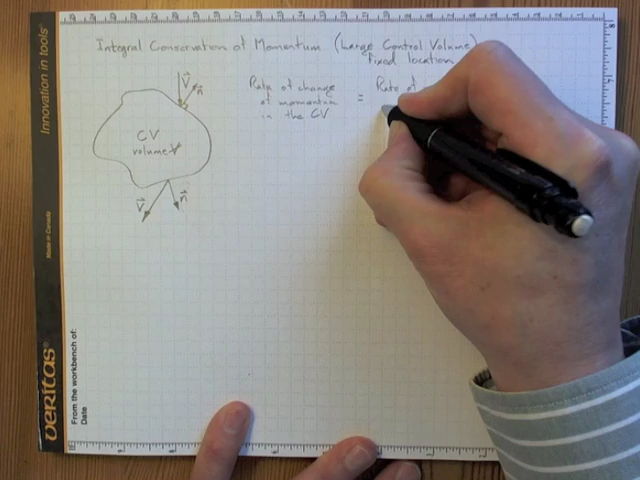 Integral Conservation of Momentum (Large Control Volume)
fixed location
Rate of change
of momentum
in the CV
=
Rate of
V n
CV
volume V
V n
Innovation in tools
Made in Canada
veritas
From the workbench of:
Date